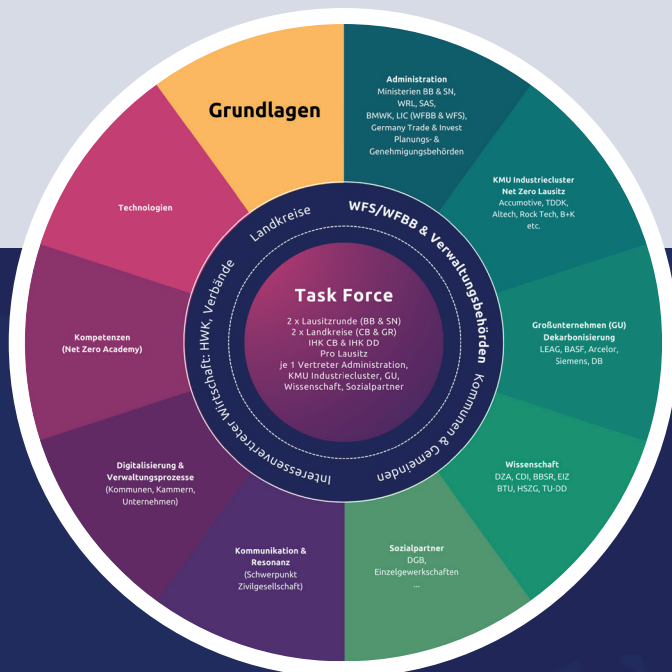 Grundlagen
Administration
Ministerien BB & SN,
WRL, SAS,
BMWK, LIC (WFBB & WFS),
Germany Trade & Invest
Planungs- &
Genehmigungsbehörden
KMU Industriecluster
Net Zero Lausitz
Accumotive, TDDK,
Altech, Rock Tech, B+K
etc.
Großunternehmen (GU)
Dekarbonisierung
LEAG, BASF, Arcelor,
Siemens, DB
Wissenschaft
DZA, CDI, BBSR, EIZ
BTU, HSZG, TU-DD
Sozialpartner
DGB,
Einzelgewerkschaften
...
Kommunikation &
Resonanz
(Schwerpunkt
Zivilgesellschaft)
Digitalisierung &
Verwaltungsprozesse
(Kommunen, Kammern,
Unternehmen)
Kompetenzen
(Net Zero Academy)
Technologien
Landkreise
WFS/WFBB & Verwaltungsbehörden
Kommunen & Gemeinden
Interessenvertreter Wirtschaft: HWK, Verbände
Task Force
2 x Lausitzrunde (BB & SN)
2 x Landkreise (CB & GR)
IHK CB & IHK DD
Pro Lausitz
je 1 Vertreter Administration,
KMU Industriecluster, GU,
Wissenschaft, Sozialpartner